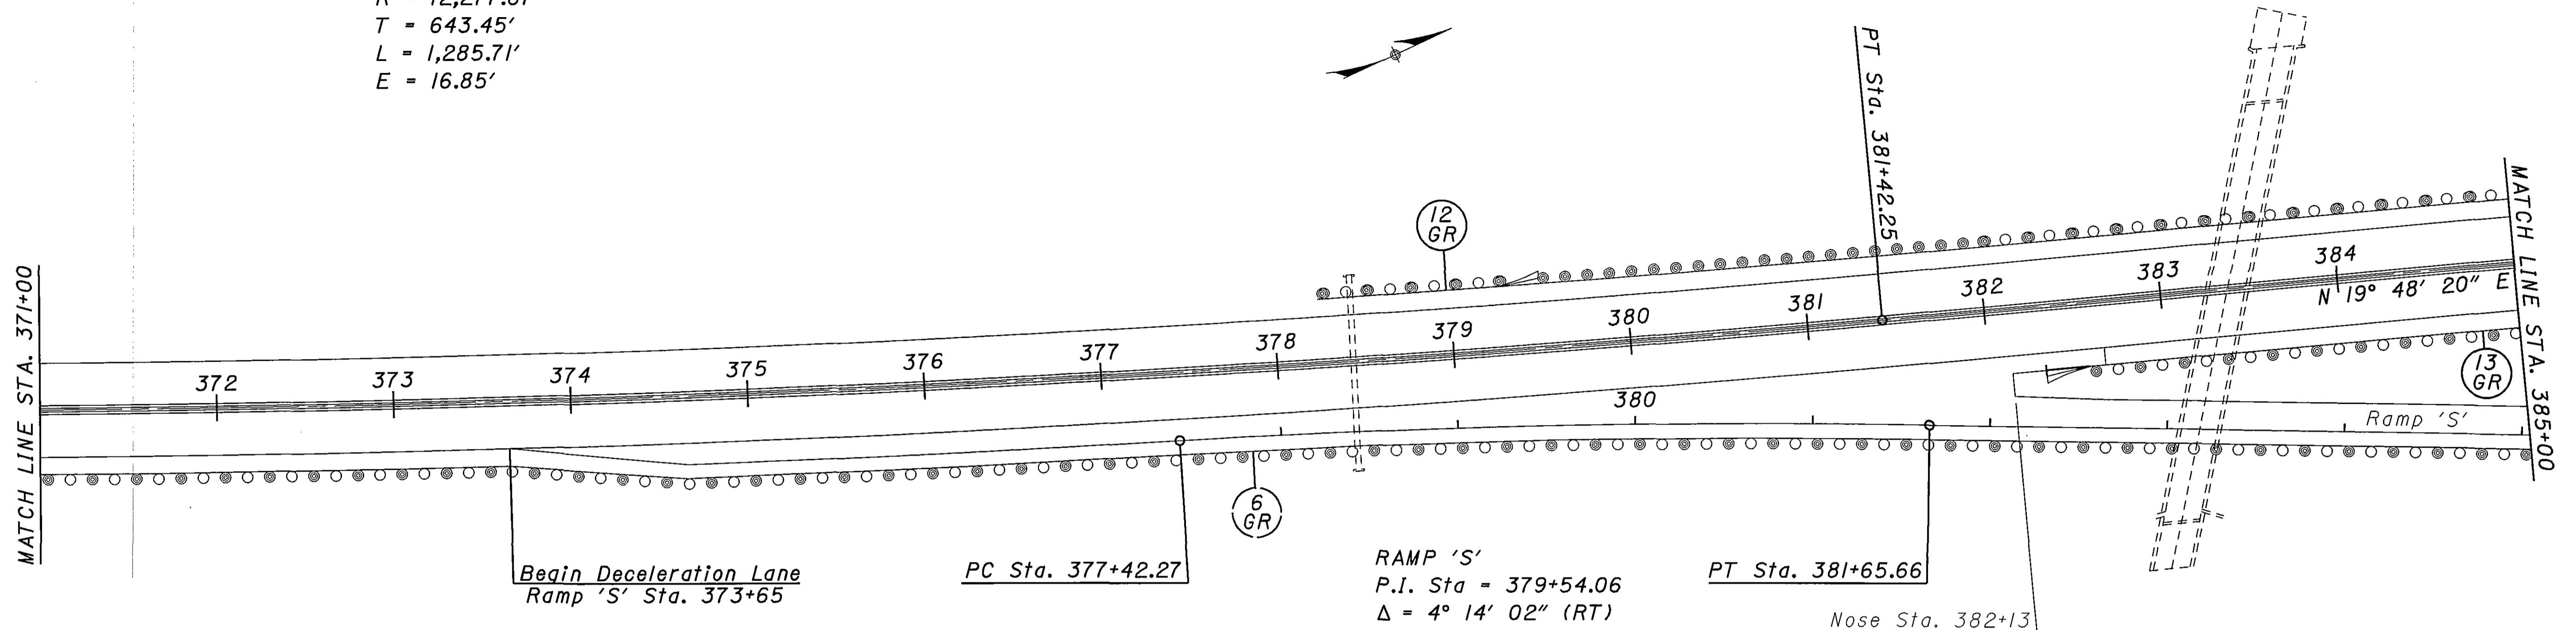 T = 643.45'
L = 1,285.71'
E = 16.85'
PT Sta. 381+42.25
MATCH LINE STA. 371+00
MATCH LINE STA. 385+00
12
GR
372
373
374
375
376
377
378
379
380
381
382
383
384
N 19° 48' 20" E
13
GR
380
Ramp 'S'
6
GR
Begin Deceleration Lane
Ramp 'S' Sta. 373+65
PC Sta. 377+42.27
RAMP 'S'
P.I. Sta = 379+54.06
Δ = 4° 14' 02" (RT)
PT Sta. 381+65.66
Nose Sta. 382+13